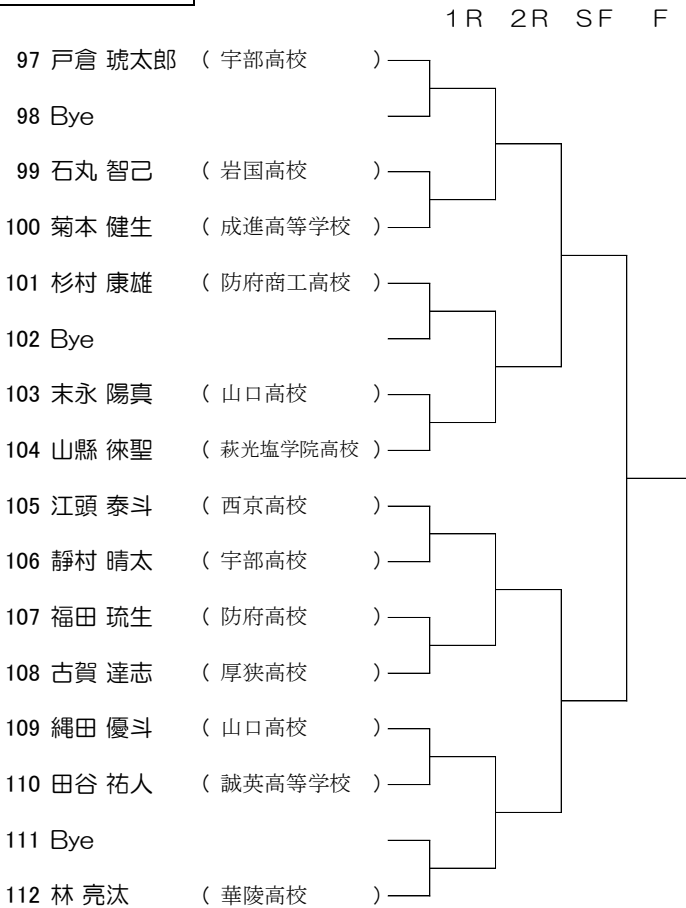 １Ｒ ２Ｒ ＳＦ Ｆ
97 戸倉 琥太郎 （ 宇部高校 ）
98 Bye
99 石丸 智己 （ 岩国高校 ）
100 菊本 健生 （ 成進高等学校 ）
101 杉村 康雄 （ 防府商工高校 ）
102 Bye
103 末永 陽真 （ 山口高校 ）
104 山縣 徠聖 （ 萩光塩学院高校 ）
105 江頭 泰斗 （ 西京高校 ）
106 靜村 晴太 （ 宇部高校 ）
107 福田 琉生 （ 防府高校 ）
108 古賀 達志 （ 厚狭高校 ）
109 縄田 優斗 （ 山口高校 ）
110 田谷 祐人 （ 誠英高等学校 ）
111 Bye
112 林 亮汰 （ 華陵高校 ）